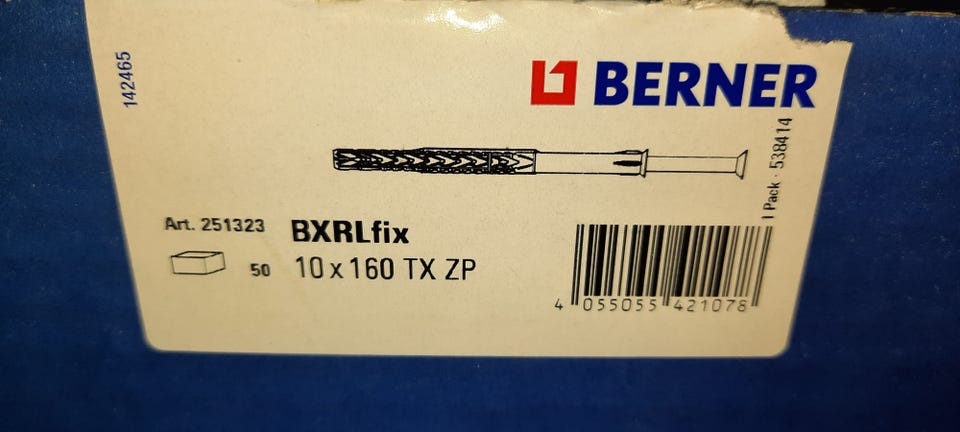 142465
BERNER
I Pack · 538414
Art. 251323
BXRLfix
50
10 x 160 TX ZP
4 055055 421078